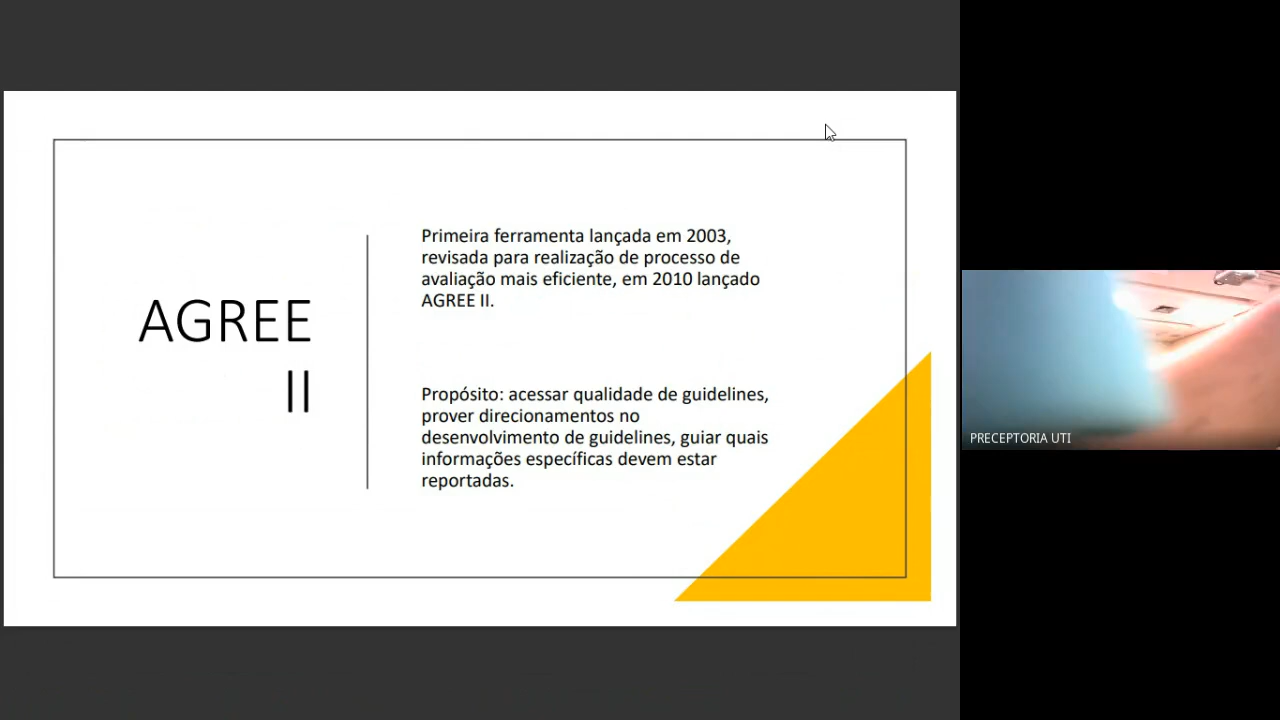 AGREE
II
Primeira ferramenta lançada em 2003,
revisada para realização de processo de
avaliação mais eficiente, em 2010 lançado
AGREE II.
Propósito: acessar qualidade de guidelines,
prover direcionamentos no
desenvolvimento de guidelines, guiar quais
informações específicas devem estar
reportadas.
PRECEPTORIA UTI